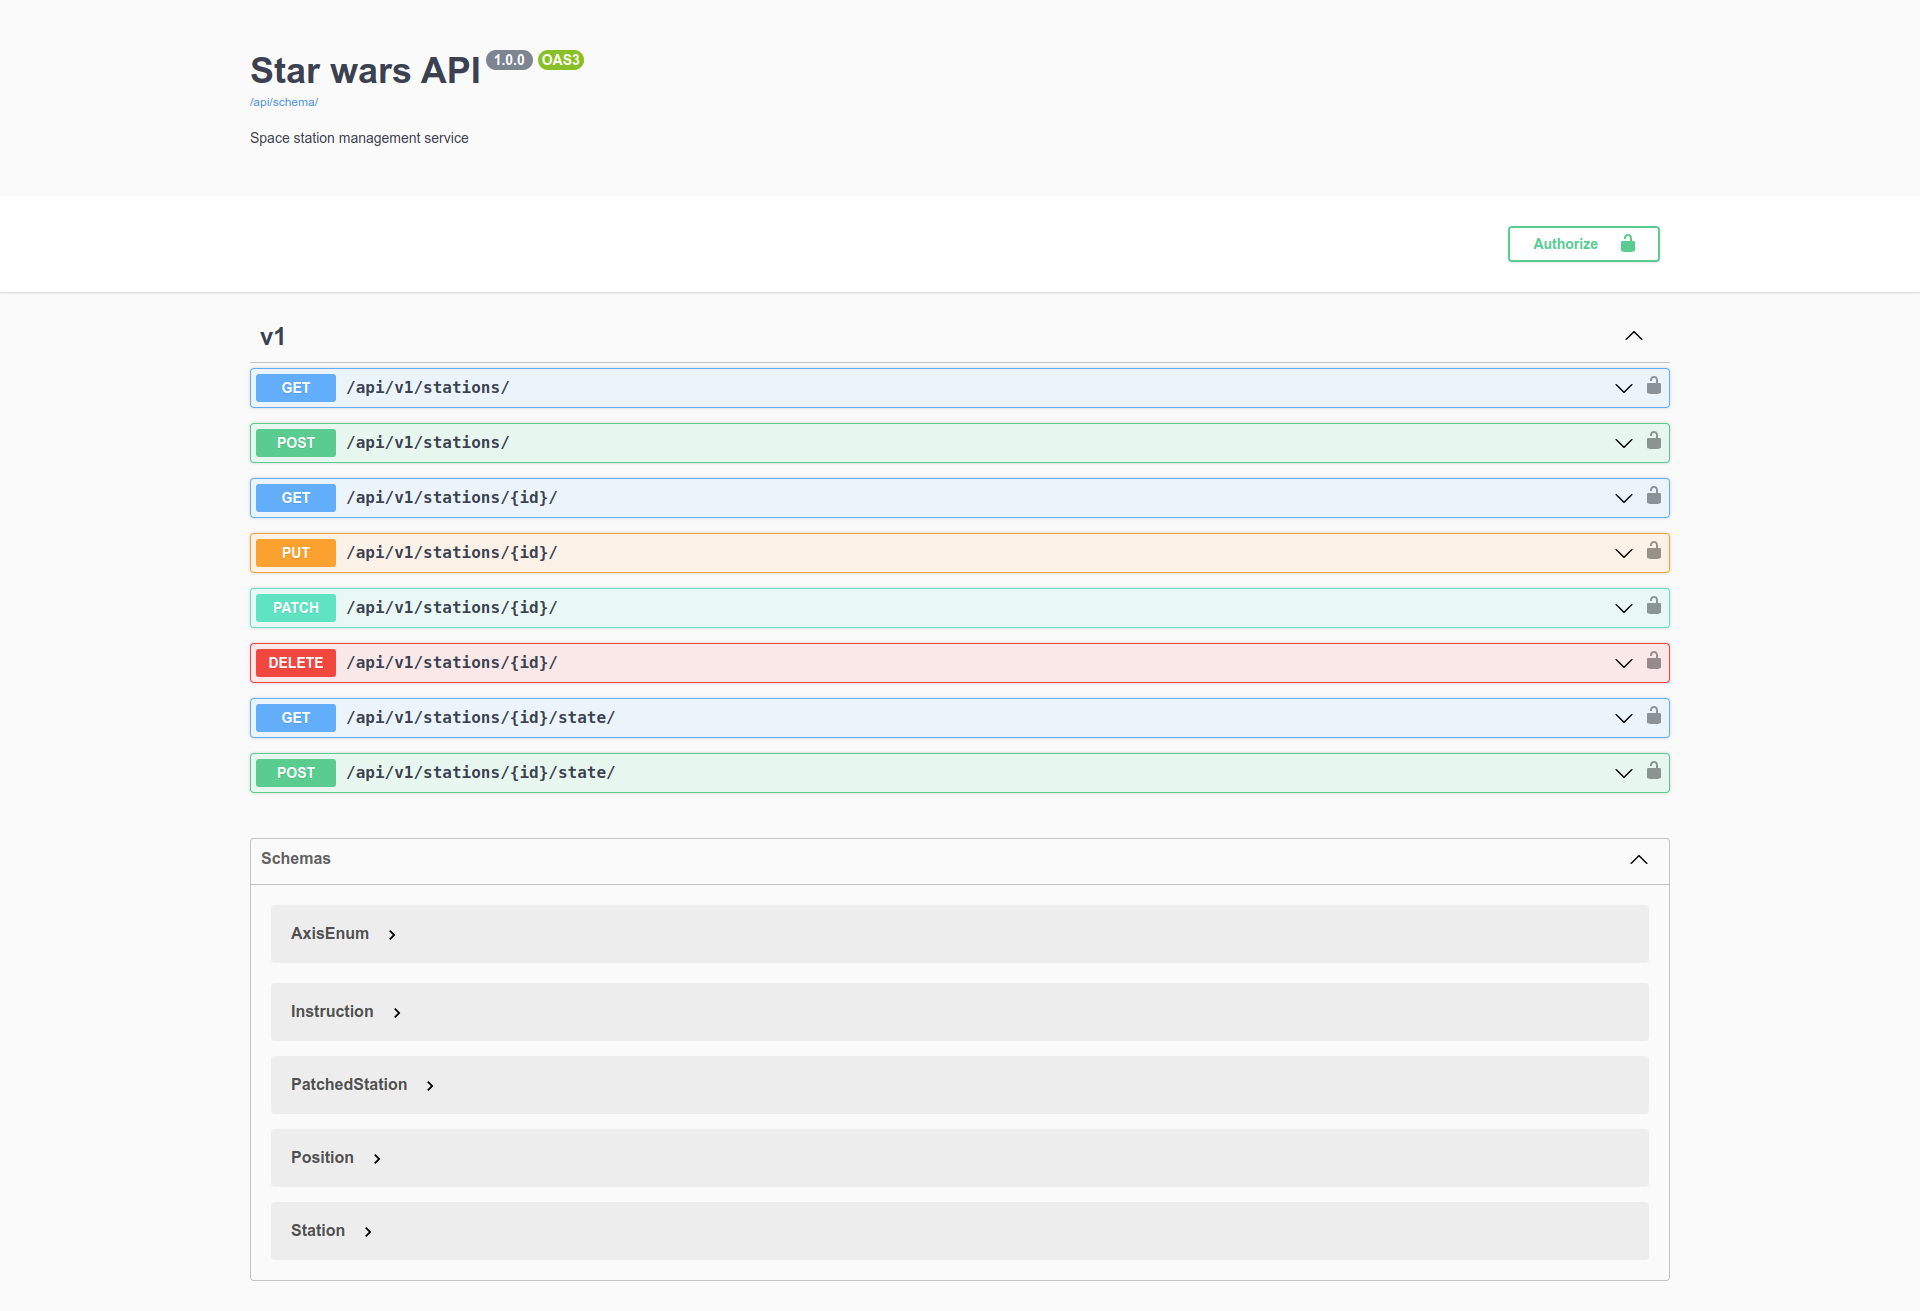 Star wars API 1.0.0 OAS3
/api/schema/
Space station management service
Authorize
v1
GET /api/v1/stations/
POST /api/v1/stations/
GET /api/v1/stations/{id}/
PUT /api/v1/stations/{id}/
PATCH /api/v1/stations/{id}/
DELETE /api/v1/stations/{id}/
GET /api/v1/stations/{id}/state/
POST /api/v1/stations/{id}/state/
Schemas
AxisEnum
Instruction
PatchedStation
Position
Station